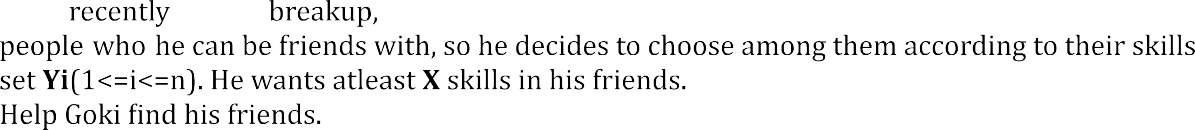 recently breakup,
people who he can be friends with, so he decides to choose among them according to their skills
set Yi(1<=i<=n). He wants atleast X skills in his friends.
Help Goki find his friends.